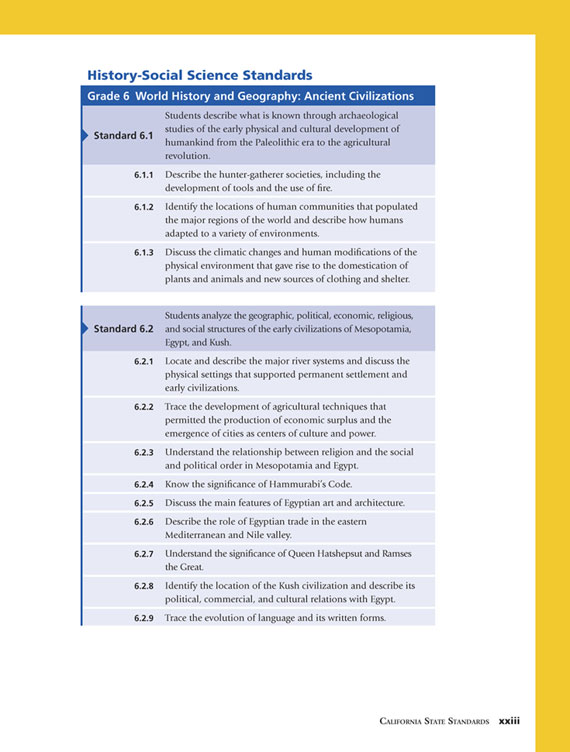 History-Social Science Standards
Grade 6 World History and Geography: Ancient Civilizations
Standard 6.1
Students describe what is known through archaeological
studies of the early physical and cultural development of
humankind from the Paleolithic era to the agricultural
revolution.
6.1.1 Describe the hunter-gatherer societies, including the
development of tools and the use of fire.
6.1.2 Identify the locations of human communities that populated
the major regions of the world and describe how humans
adapted to a variety of environments.
6.1.3 Discuss the climatic changes and human modifications of the
physical environment that gave rise to the domestication of
plants and animals and new sources of clothing and shelter.
Standard 6.2
Students analyze the geographic, political, economic, religious,
and social structures of the early civilizations of Mesopotamia,
Egypt, and Kush.
6.2.1 Locate and describe the major river systems and discuss the
physical settings that supported permanent settlement and
early civilizations.
6.2.2 Trace the development of agricultural techniques that
permitted the production of economic surplus and the
emergence of cities as centers of culture and power.
6.2.3 Understand the relationship between religion and the social
and political order in Mesopotamia and Egypt.
6.2.4 Know the significance of Hammurabi's Code.
6.2.5 Discuss the main features of Egyptian art and architecture.
6.2.6 Describe the role of Egyptian trade in the eastern
Mediterranean and Nile valley.
6.2.7 Understand the significance of Queen Hatshepsut and Ramses
the Great.
6.2.8 Identify the location of the Kush civilization and describe its
political, commercial, and cultural relations with Egypt.
6.2.9 Trace the evolution of language and its written forms.
California State Standards xxiii